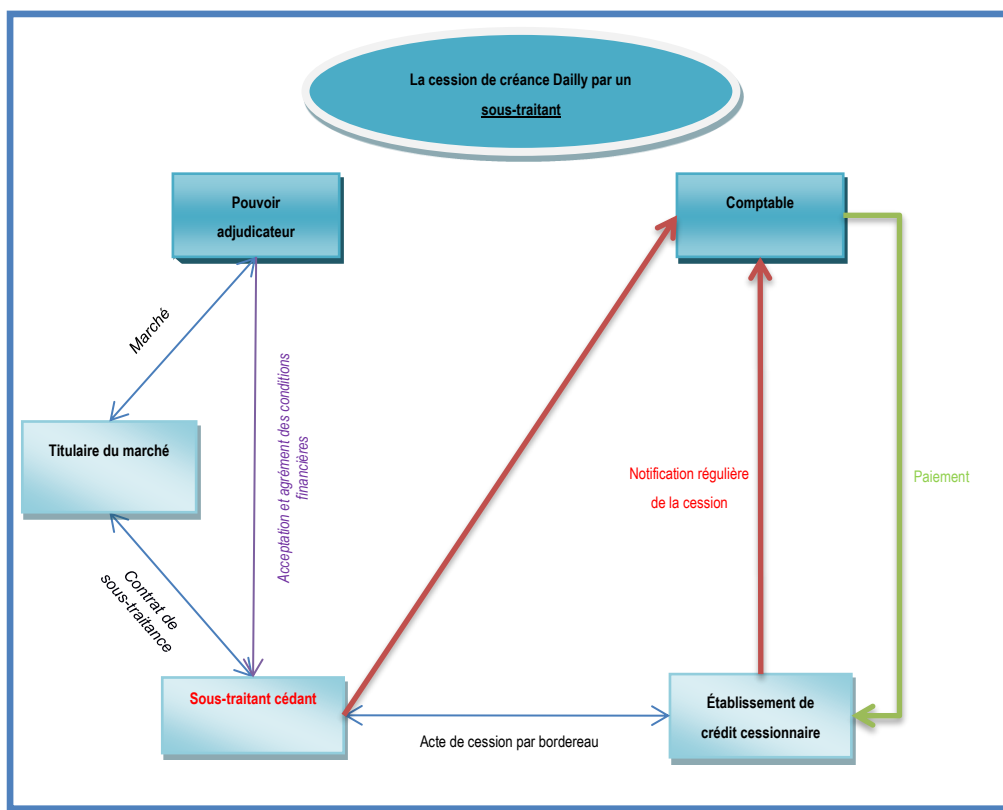 La cession de créance Dailly par un
sous-traitant
Pouvoir
adjudicateur
Comptable
Marché
Acceptation et agrément des conditions
financières
Titulaire du marché
Notification régulière
de la cession
Paiement
Contrat de
sous-traitance
Sous-traitant cédant
Acte de cession par bordereau
Établissement de
crédit cessionnaire